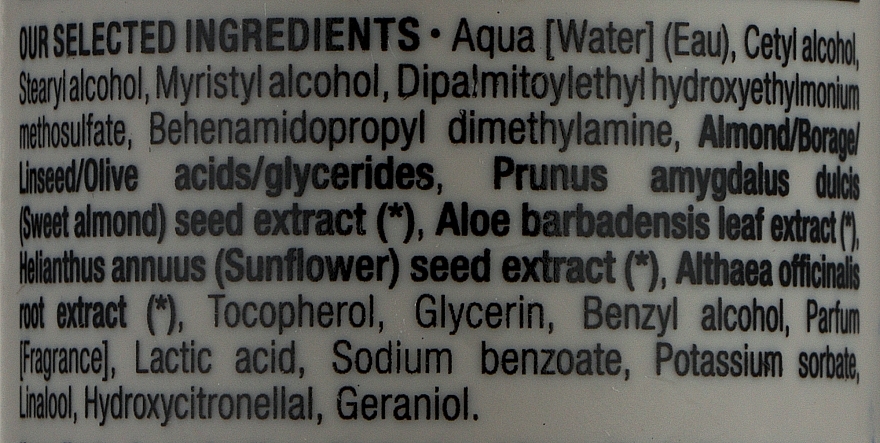 OUR SELECTED INGREDIENTS • Aqua [Water] (Eau), Cetyl alcohol,
Stearyl alcohol, Myristyl alcohol, Dipalmitoylethyl hydroxyethylmonium
methosulfate, Behenamidopropyl dimethylamine, Almond/Borage/
Linseed/Olive acids/glycerides, Prunus amygdalus dulcis
(Sweet almond) seed extract (*), Aloe barbadensis leaf extract (*),
Helianthus annuus (Sunflower) seed extract (*), Althaea officinalis
root extract (*), Tocopherol, Glycerin, Benzyl alcohol, Parfum
[Fragrance], Lactic acid, Sodium benzoate, Potassium sorbate,
Linalool, Hydroxycitronellal, Geraniol.